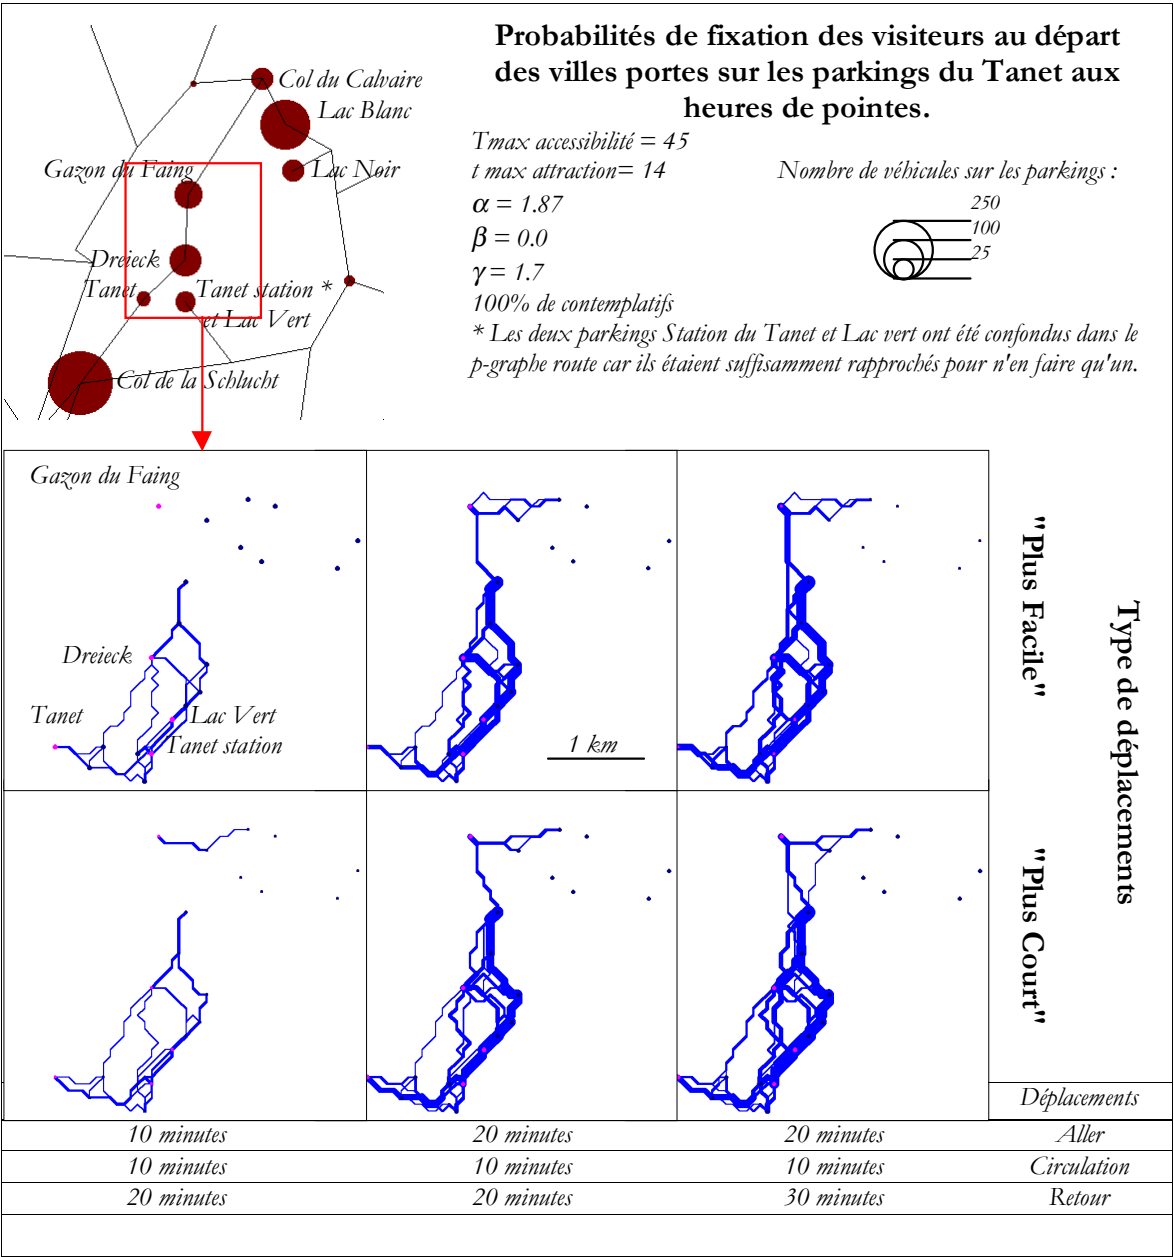 Probabilités de fixation des visiteurs au départ
des villes portes sur les parkings du Tanet aux
heures de pointes.
Col du Calvaire
Lac Blanc
Gazon du Faing
Lac Noir
Dreieck
Tanet
Tanet station *
et Lac Vert
Col de la Schlucht
Tmax accessibilité = 45
t max attraction= 14
α = 1.87
β = 0.0
γ = 1.7
100% de contemplatifs
Nombre de véhicules sur les parkings :
250
100
25
* Les deux parkings Station du Tanet et Lac vert ont été confondus dans le
p-graphe route car ils étaient suffisamment rapprochés pour n'en faire qu'un.
Gazon du Faing
Dreieck
Tanet
Lac Vert
Tanet station
1 km
"Plus Facile"
"Plus Court"
Type de déplacements
Déplacements
10 minutes 20 minutes 20 minutes Aller
10 minutes 10 minutes 10 minutes Circulation
20 minutes 20 minutes 30 minutes Retour